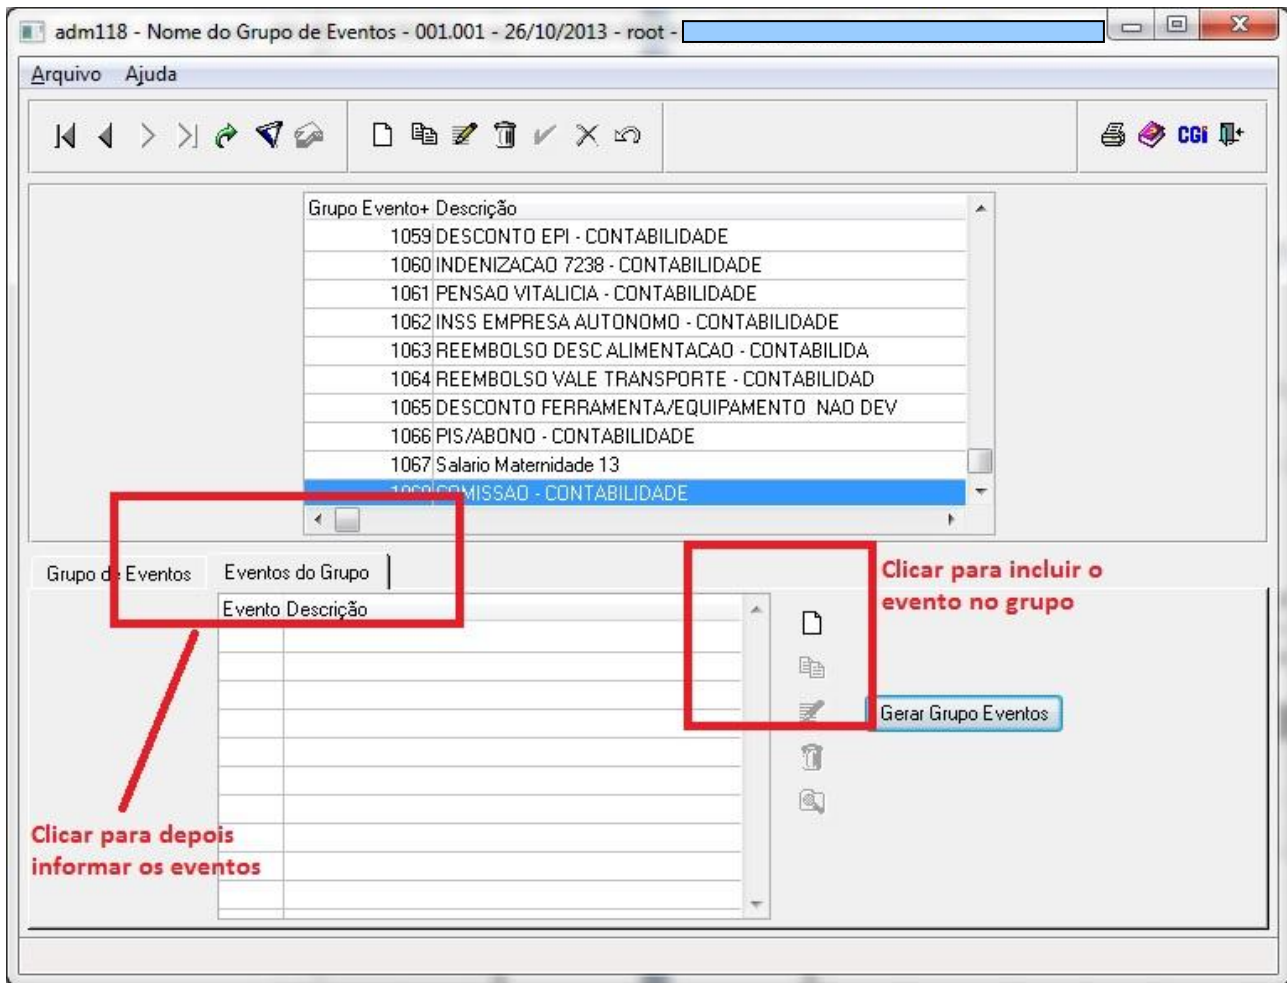 adm118 - Nome do Grupo de Eventos - 001.001 - 26/10/2013 - root -
Arquivo Ajuda
CGi
Grupo Evento+ Descrição
1059 DESCONTO EPI - CONTABILIDADE
1060 INDENIZACAO 7238 - CONTABILIDADE
1061 PENSAO VITALICIA - CONTABILIDADE
1062 INSS EMPRESA AUTONOMO - CONTABILIDADE
1063 REEMBOLSO DESC ALIMENTACAO - CONTABILIDA
1064 REEMBOLSO VALE TRANSPORTE - CONTABILIDAD
1065 DESCONTO FERRAMENTA/EQUIPAMENTO NAO DEV
1066 PIS/ABONO - CONTABILIDADE
1067 Salario Maternidade 13
COMISSAO - CONTABILIDADE
Grupo de Eventos Eventos do Grupo
Clicar para incluir o
evento no grupo
Evento Descrição
Gerar Grupo Eventos
Clicar para depois
informar os eventos